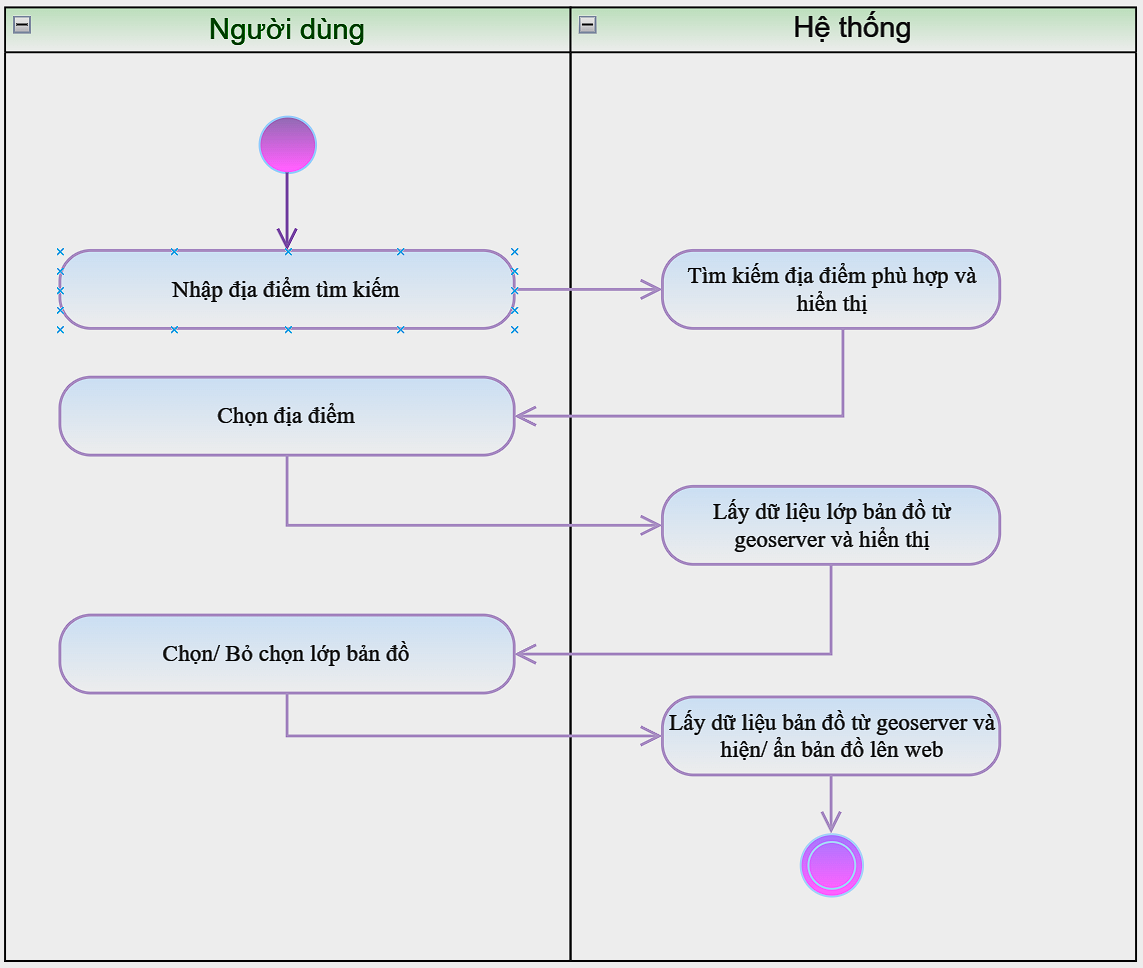 Người dùng
Hệ thống
Nhập địa điểm tìm kiếm
Tìm kiếm địa điểm phù hợp và
hiển thị
Chọn địa điểm
Lấy dữ liệu lớp bản đồ từ
geoserver và hiển thị
Chọn/ Bỏ chọn lớp bản đồ
Lấy dữ liệu bản đồ từ geoserver và
hiện/ ẩn bản đồ lên web